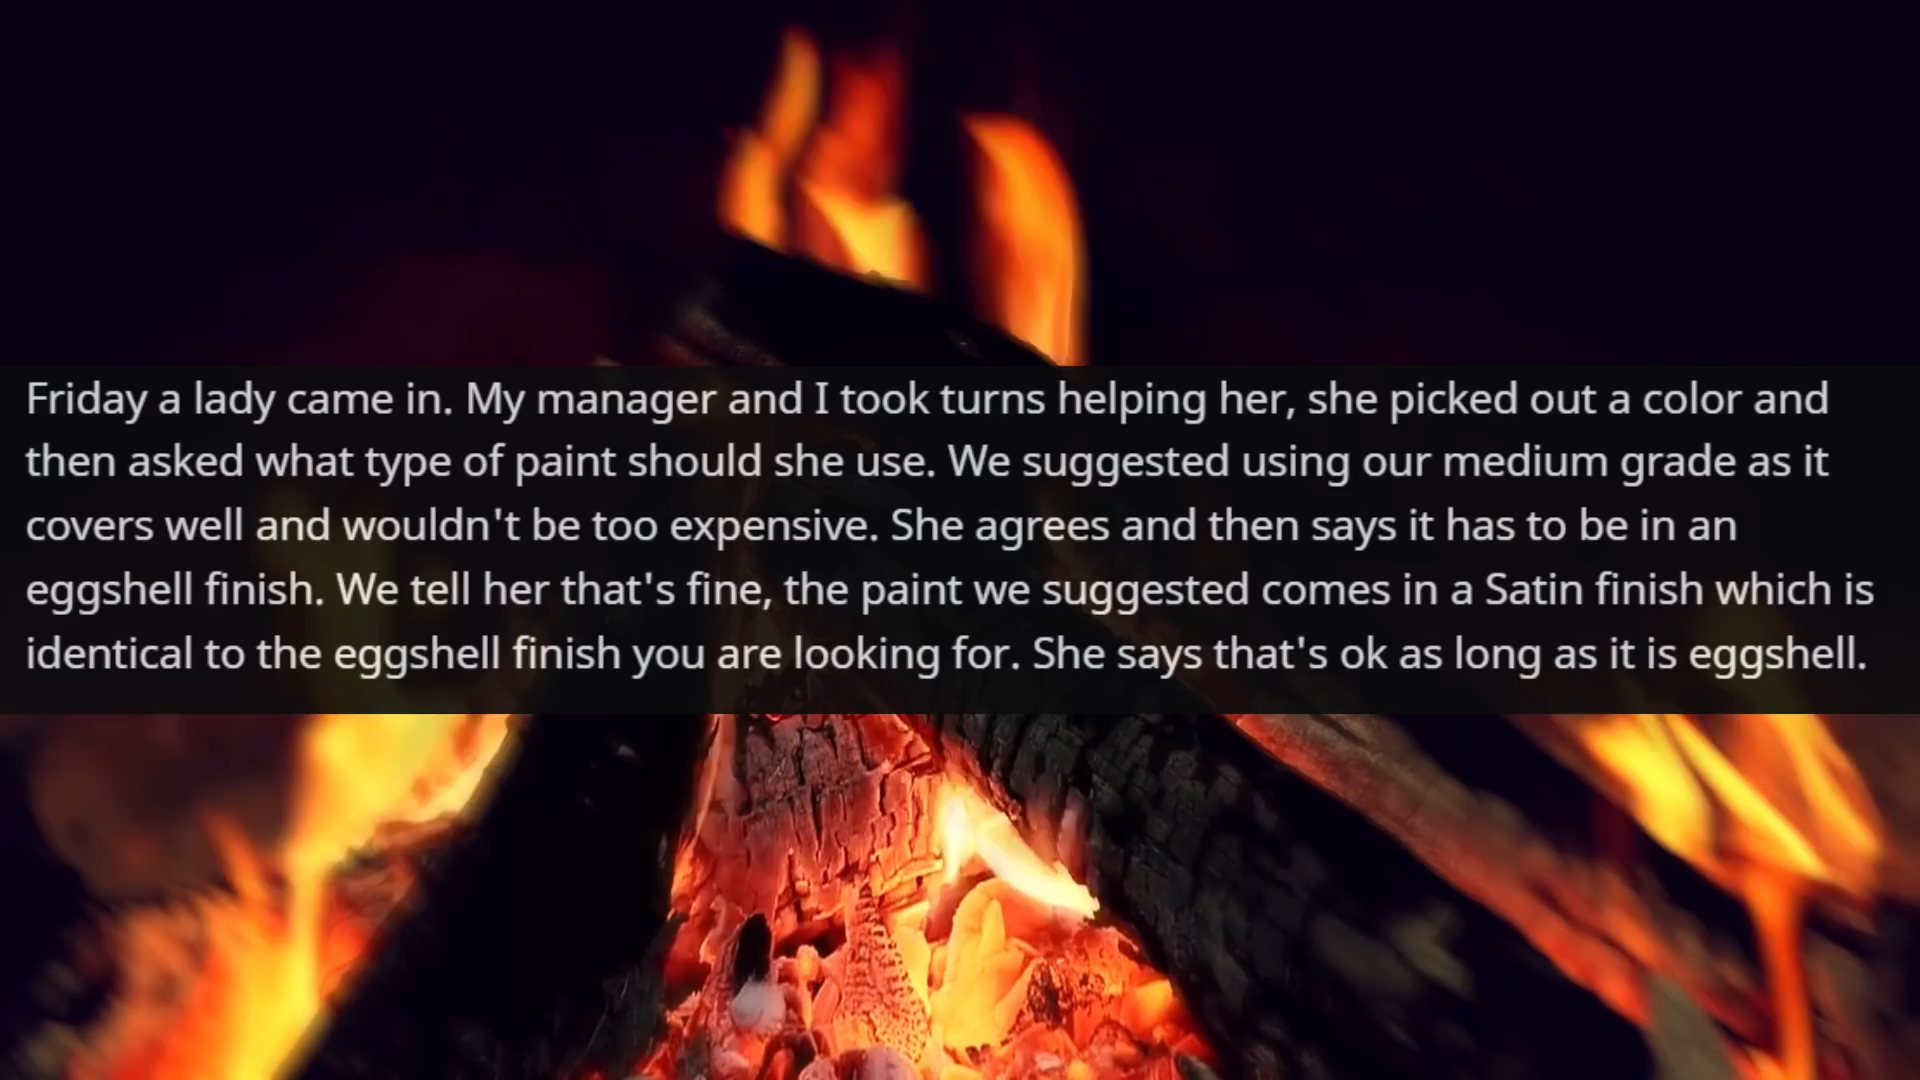 Friday a lady came in. My manager and I took turns helping her, she picked out a color and
then asked what type of paint should she use. We suggested using our medium grade as it
covers well and wouldn't be too expensive. She agrees and then says it has to be in an
eggshell finish. We tell her that's fine, the paint we suggested comes in a Satin finish which is
identical to the eggshell finish you are looking for. She says that's ok as long as it is eggshell.